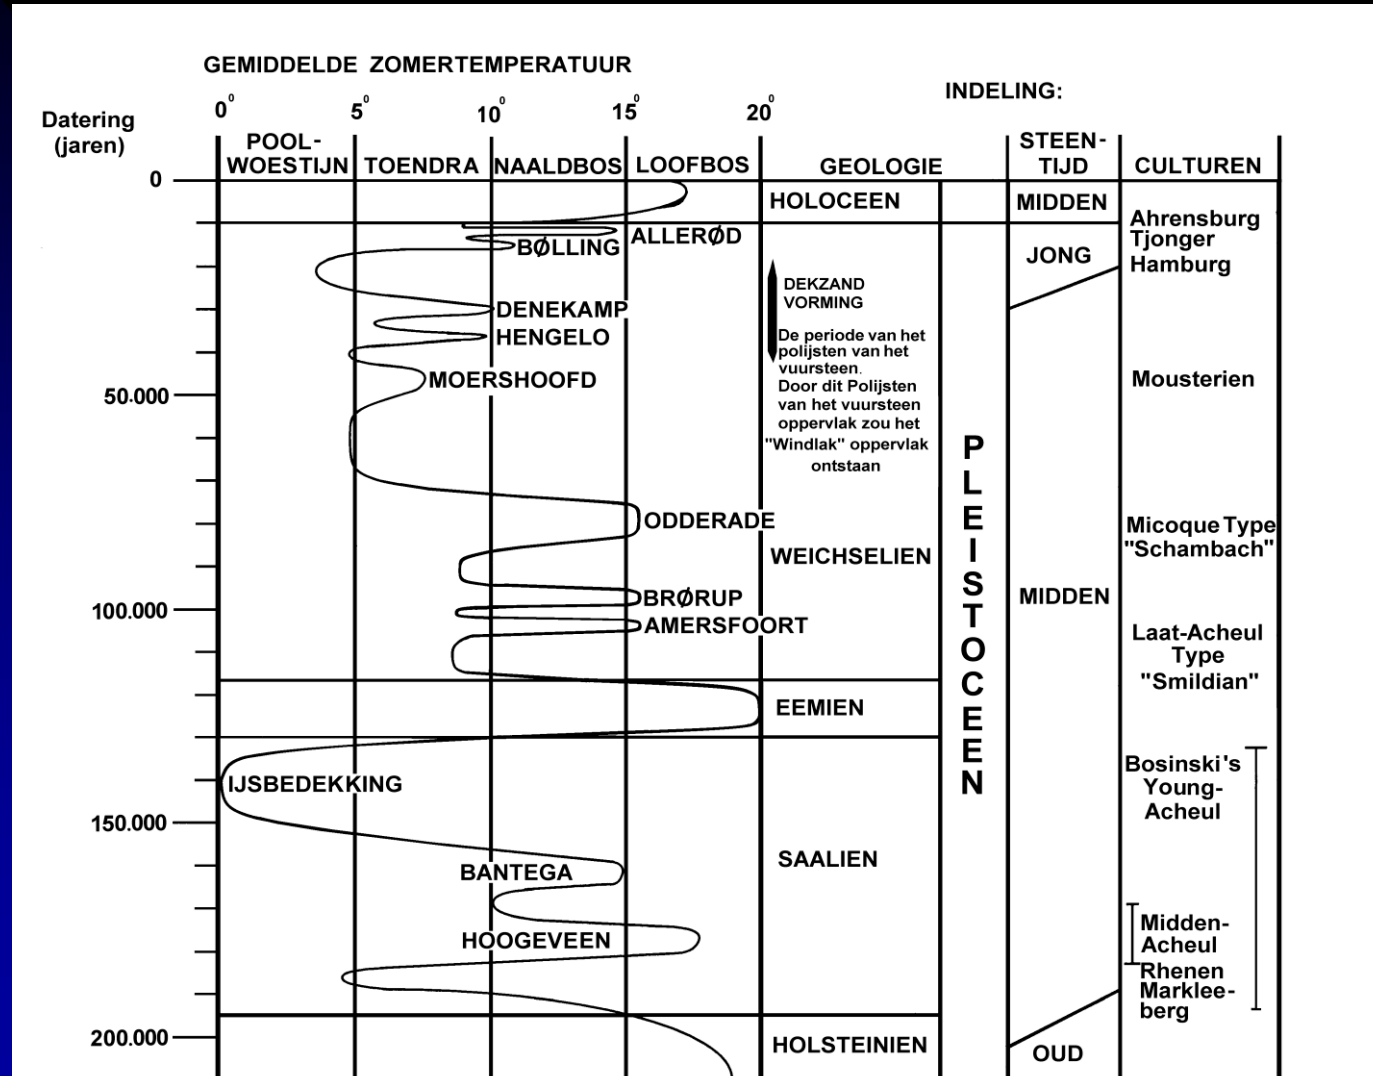 GEMIDDELDE ZOMERTEMPERATUUR
INDELING:
Datering
(jaren)
0° 5° 10° 15° 20°
POOL-
WOESTIJN
TOENDRA
NAALDBOS
LOOFBOS
GEOLOGIE
STEEN-
TIJD
CULTUREN
0
HOLOCEEN
MIDDEN
ALLERØD
BØLLING
JONG
Ahrensburg
Tjonger
Hamburg
DEKZAND
VORMING
DENEKAMP
HENGELO
De periode van het
polijsten van het
vuursteen.
Door dit Polijsten
van het vuursteen
oppervlak zou het
"Windlak" oppervlak
ontstaan
MOERSHOOFD
Mousterien
50.000
PLEISTOCEEN
ODDERADE
WEICHSELIEN
Micoque Type
"Schambach"
BRØRUP
MIDDEN
100.000
AMERSFOORT
Laat-Acheul
Type
"Smildian"
EEMIEN
IJSBEDEKKING
Bosinski's
Young-
Acheul
150.000
SAALIEN
BANTEGA
HOOGEVEEN
Midden-
Acheul
Rhenen
Marklee-
berg
200.000
HOLSTEINIEN
OUD